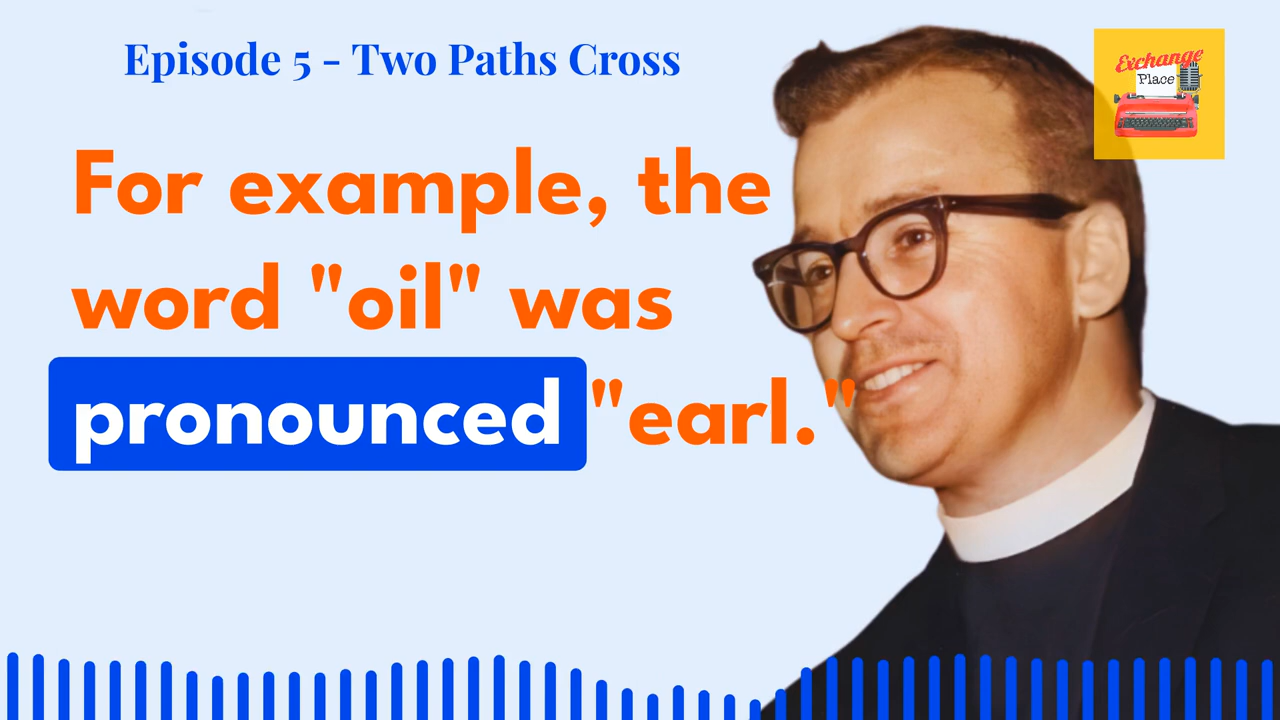 Episode 5 - Two Paths Cross
Exchange
Place
For example, the
word "oil" was
pronounced "earl."